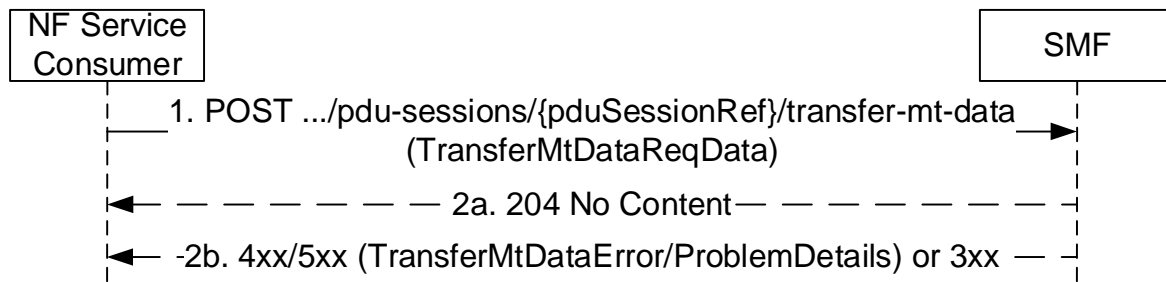 NF Service
Consumer
SMF
1. POST .../pdu-sessions/{pduSessionRef}/transfer-mt-data
(TransferMtDataReqData)
2a. 204 No Content
2b. 4xx/5xx (TransferMtDataError/ProblemDetails) or 3xx